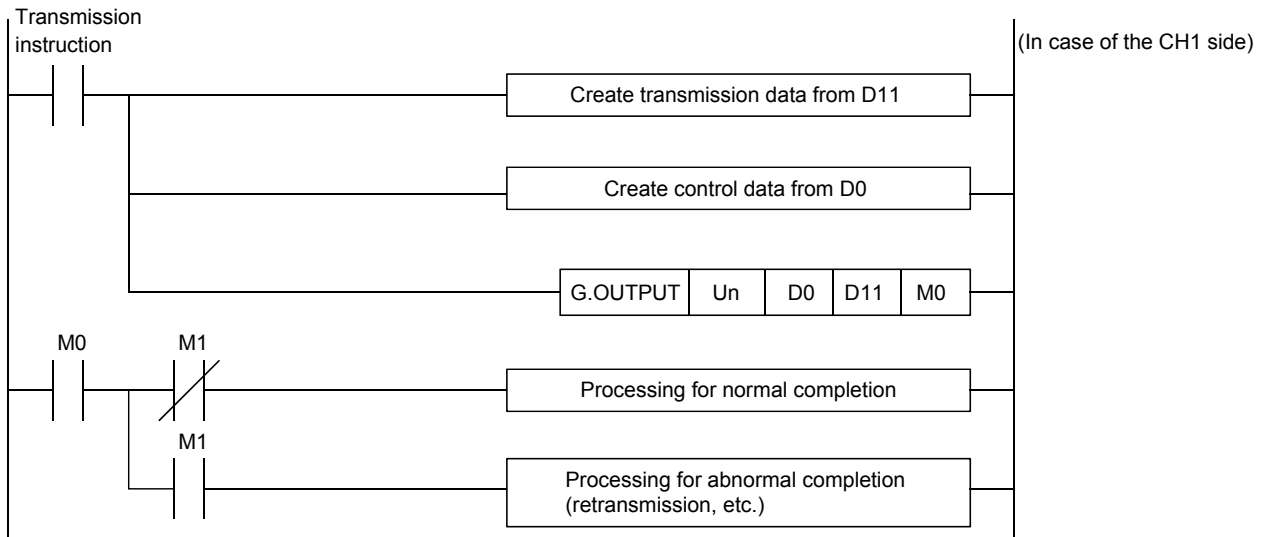 Transmission
instruction
(In case of the CH1 side)
Create transmission data from D11
Create control data from D0
G.OUTPUT Un D0 D11 M0
M0 M1
Processing for normal completion
M1
Processing for abnormal completion
(retransmission, etc.)